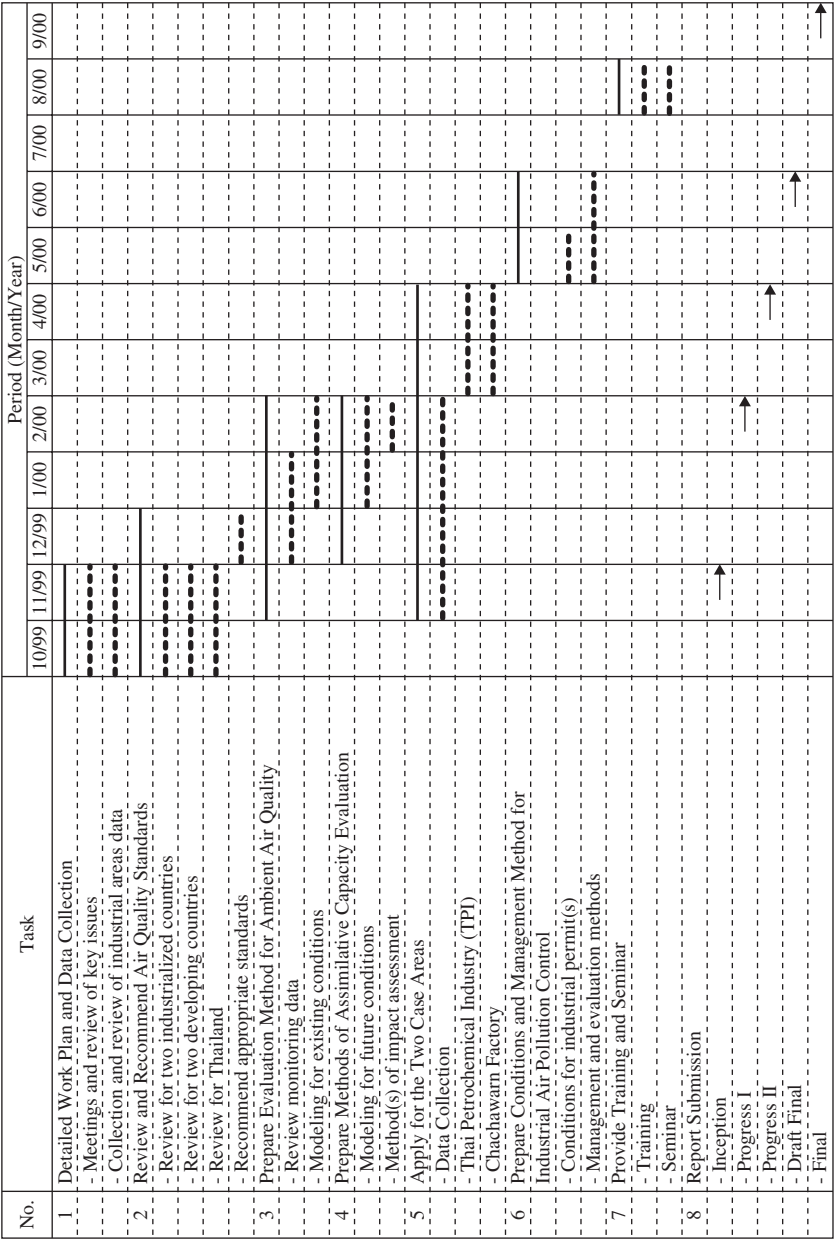 No.
Task
Period (Month/Year)
10/99 11/99 12/99 1/00 2/00 3/00 4/00 5/00 6/00 7/00 8/00 9/00
1 Detailed Work Plan and Data Collection
- Meetings and review of key issues
- Collection and review of industrial areas data
2 Review and Recommend Air Quality Standards
- Review for two industrialized countries
- Review for two developing countries
- Review for Thailand
- Recommend appropriate standards
3 Prepare Evaluation Method for Ambient Air Quality
- Review monitoring data
- Modeling for existing conditions
4 Prepare Methods of Assimilative Capacity Evaluation
- Modeling for future conditions
- Method(s) of impact assessment
5 Apply for the Two Case Areas
- Data Collection
- Thai Petrochemical Industry (TPI)
- Chachawarn Factory
6 Prepare Conditions and Management Method for
Industrial Air Pollution Control
- Conditions for industrial permit(s)
- Management and evaluation methods
7 Provide Training and Seminar
- Training
- Seminar
8 Report Submission
- Inception
- Progress I
- Progress II
- Draft Final
- Final